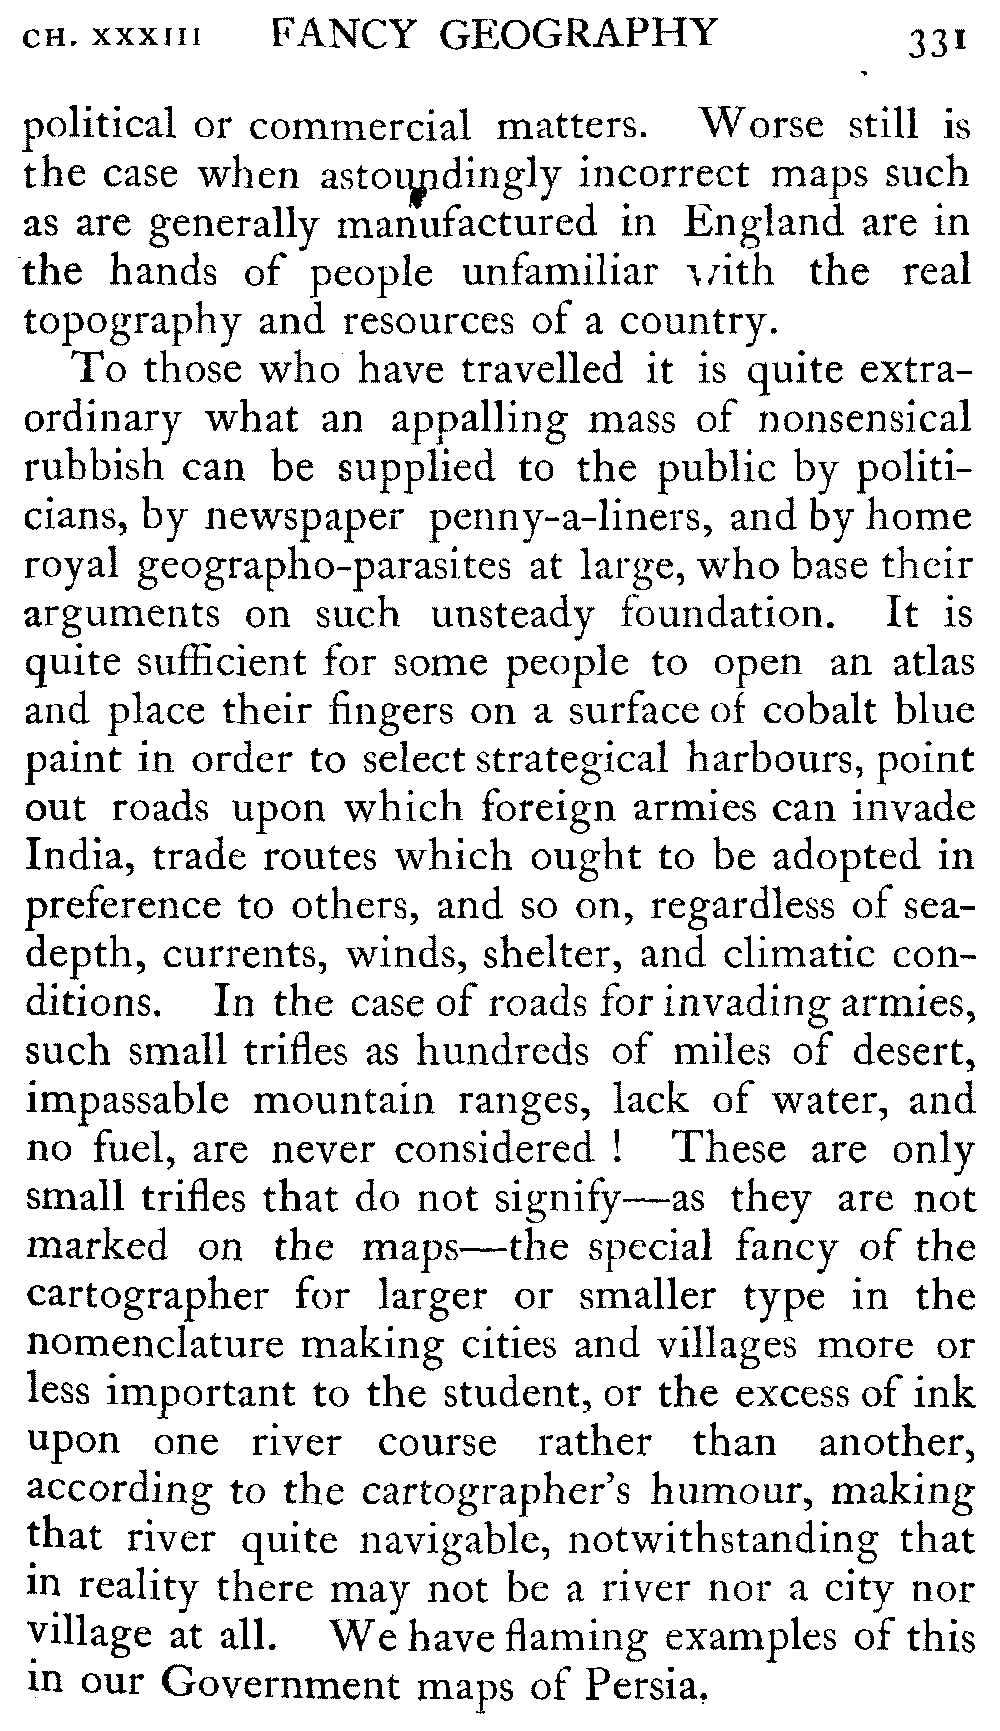 CH. XXXIII FANCY GEOGRAPHY 331
political or commercial matters. Worse still is
the case when astoundingly incorrect maps such
as are generally manufactured in England are in
the hands of people unfamiliar with the real
topography and resources of a country.
To those who have travelled it is quite extra-
ordinary what an appalling mass of nonsensical
rubbish can be supplied to the public by politi-
cians, by newspaper penny-a-liners, and by home
royal geographo-parasites at large, who base their
arguments on such unsteady foundation. It is
quite sufficient for some people to open an atlas
and place their fingers on a surface of cobalt blue
paint in order to select strategical harbours, point
out roads upon which foreign armies can invade
India, trade routes which ought to be adopted in
preference to others, and so on, regardless of sea-
depth, currents, winds, shelter, and climatic con-
ditions. In the case of roads for invading armies,
such small trifles as hundreds of miles of desert,
impassable mountain ranges, lack of water, and
no fuel, are never considered ! These are only
small trifles that do not signify—as they are not
marked on the maps—the special fancy of the
cartographer for larger or smaller type in the
nomenclature making cities and villages more or
less important to the student, or the excess of ink
upon one river course rather than another,
according to the cartographer's humour, making
that river quite navigable, notwithstanding that
in reality there may not be a river nor a city nor
village at all. We have flaming examples of this
in our Government maps of Persia.